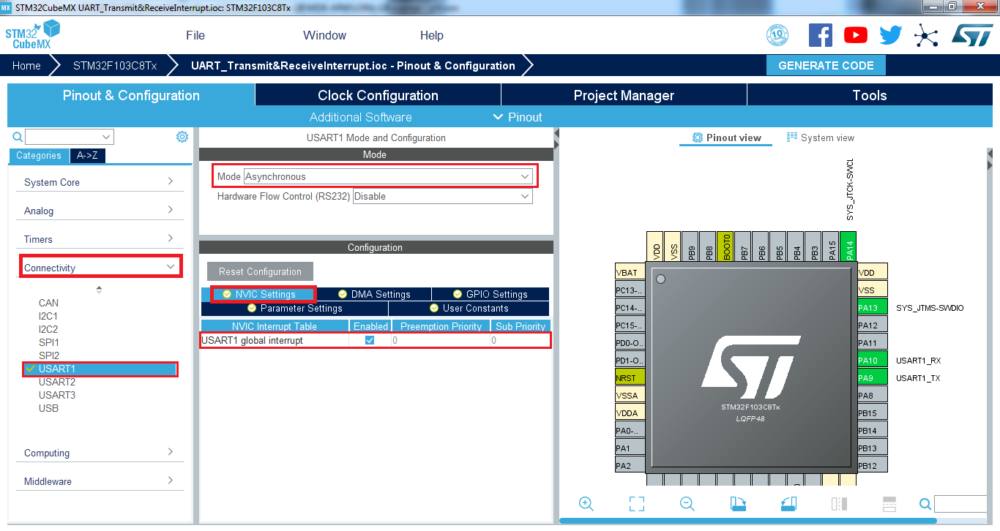 MX STM32CubeMX UART_Transmit&ReceiveInterrupt.ioc: STM32F103C8Tx
STM32
CubeMX
File Window Help
10
ST
Home STM32F103C8Tx UART_Transmit&ReceiveInterrupt.ioc - Pinout & Configuration GENERATE CODE
Pinout & Configuration Clock Configuration Project Manager Tools
Additional Software Pinout
Categories A->Z
System Core
Analog
Timers
Connectivity
CAN
I2C1
I2C2
SPI1
SPI2
USART1
USART2
USART3
USB
Computing
Middleware
USART1 Mode and Configuration
Mode
Mode Asynchronous
Hardware Flow Control (RS232) Disable
Configuration
Reset Configuration
NVIC Settings DMA Settings GPIO Settings
Parameter Settings User Constants
NVIC Interrupt Table Enabled Preemption Priority Sub Priority
USART1 global interrupt 0 0
Pinout view System view
SYS_JTCK-SWCL
VDD VSS PB9 PB8 BOOT0 PB7 PB6 PB5 PB4 PB3 PA15 PA14
VBAT VDD
PC13-.. VSS
PC14-.. PA13 SYS_JTMS-SWDIO
PC15-.. PA12
PD0-O.. PA11
PD1-O.. PA10 USART1_RX
NRST PA9 USART1_TX
VSSA PA8
VDDA PB15
PA0-.. PB14
PA1 PB13
PA2 PB12
ST
STM32F103C8Tx
LQFP48